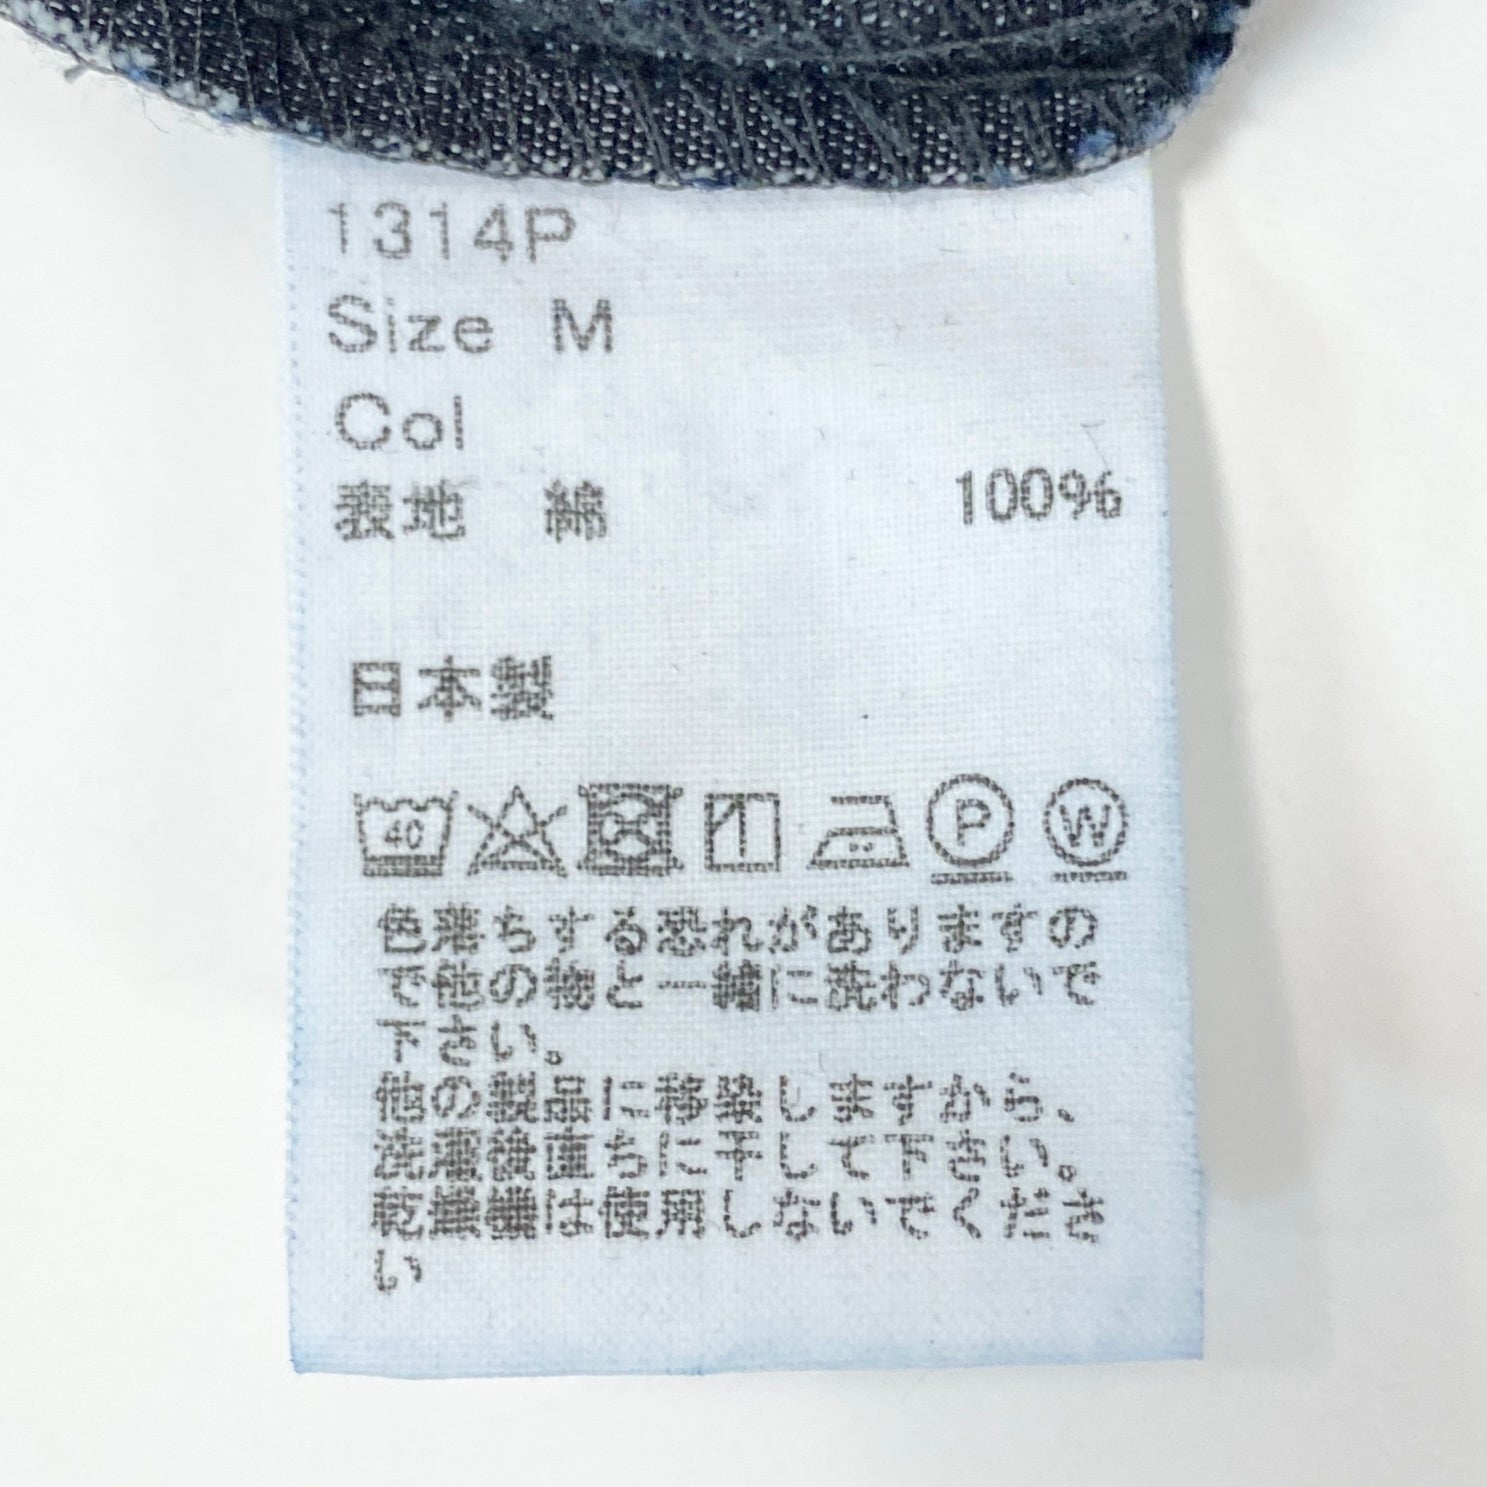 1314P
Size M
Col
表地 綿 100%
日本製
40 P W
色落ちする恐れがありますの
で他の物と一緒に洗わないで
下さい。
他の製品に移染しますから、
洗濯後直ちに干して下さい。
乾燥機は使用しないでくださ
い